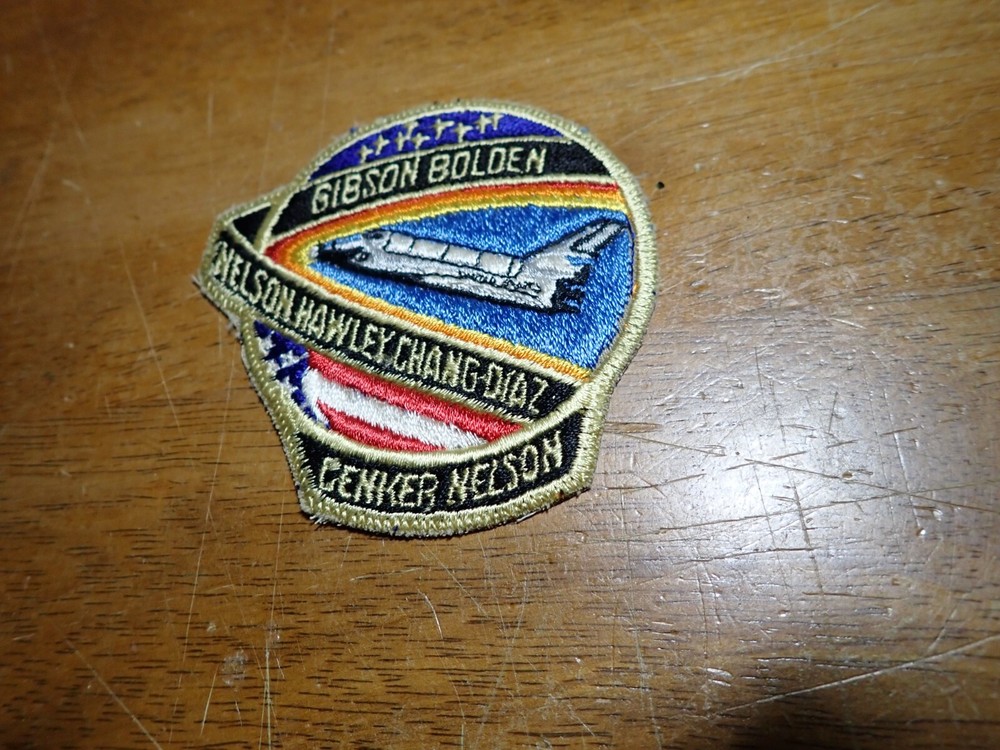 GIBSON BOLDEN
NELSON HAWLEY CHANG-DIAZ
CENKER, NELSON